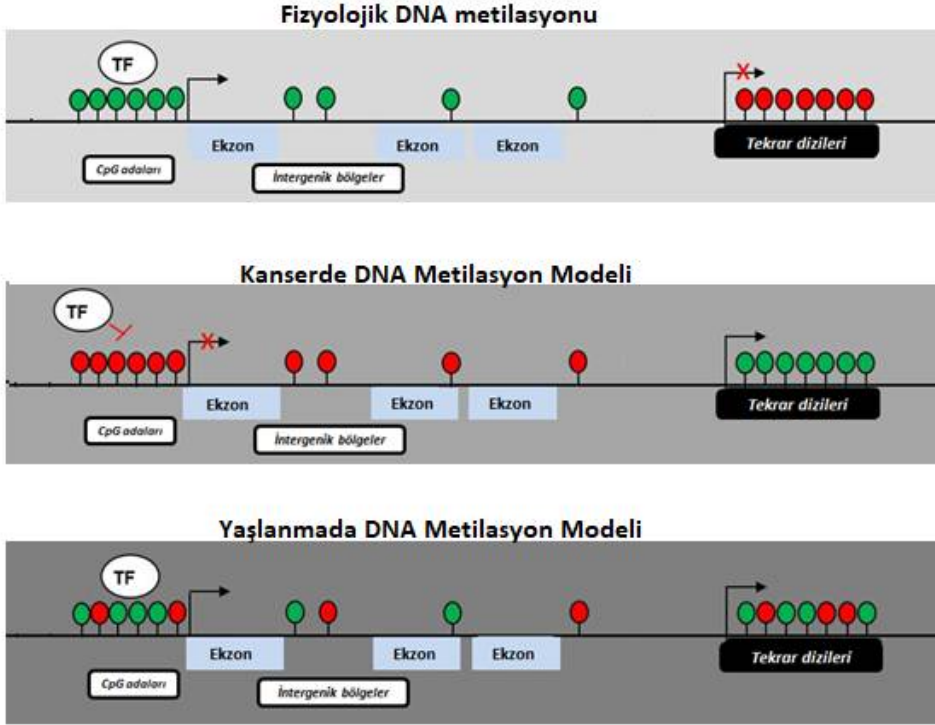 Fizyolojik DNA metilasyonu
TF
Ekzon
Ekzon
Ekzon
Tekrar dizileri
CpG adaları
İntergenik bölgeler
Kanserde DNA Metilasyon Modeli
TF
Ekzon
Ekzon
Ekzon
Tekrar dizileri
CpG adaları
İntergenik bölgeler
Yaşlanmada DNA Metilasyon Modeli
TF
Ekzon
Ekzon
Ekzon
Tekrar dizileri
CpG adaları
İntergenik bölgeler